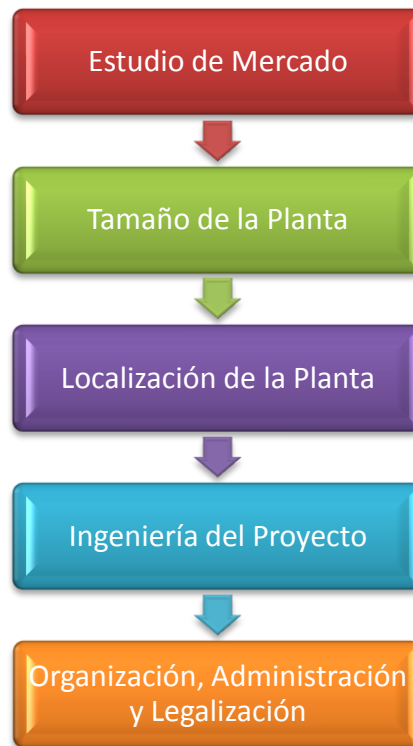 Estudio de Mercado
Tamaño de la Planta
Localización de la Planta
Ingeniería del Proyecto
Organización, Administración
y Legalización